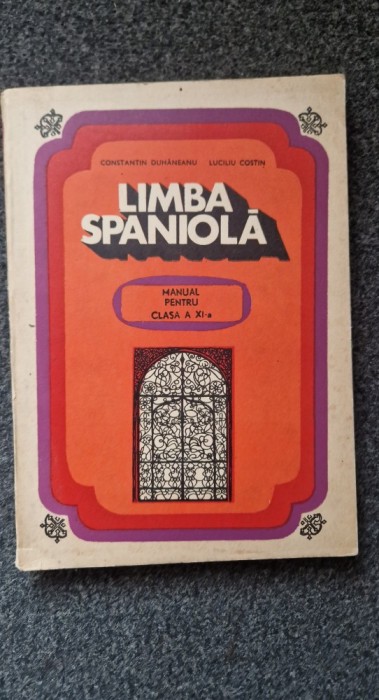 CONSTANTIN DUHĂNEANU LUCILIU COSTIN
LIMBA
SPANIOLĂ
MANUAL
PENTRU
CLASA A XI-a